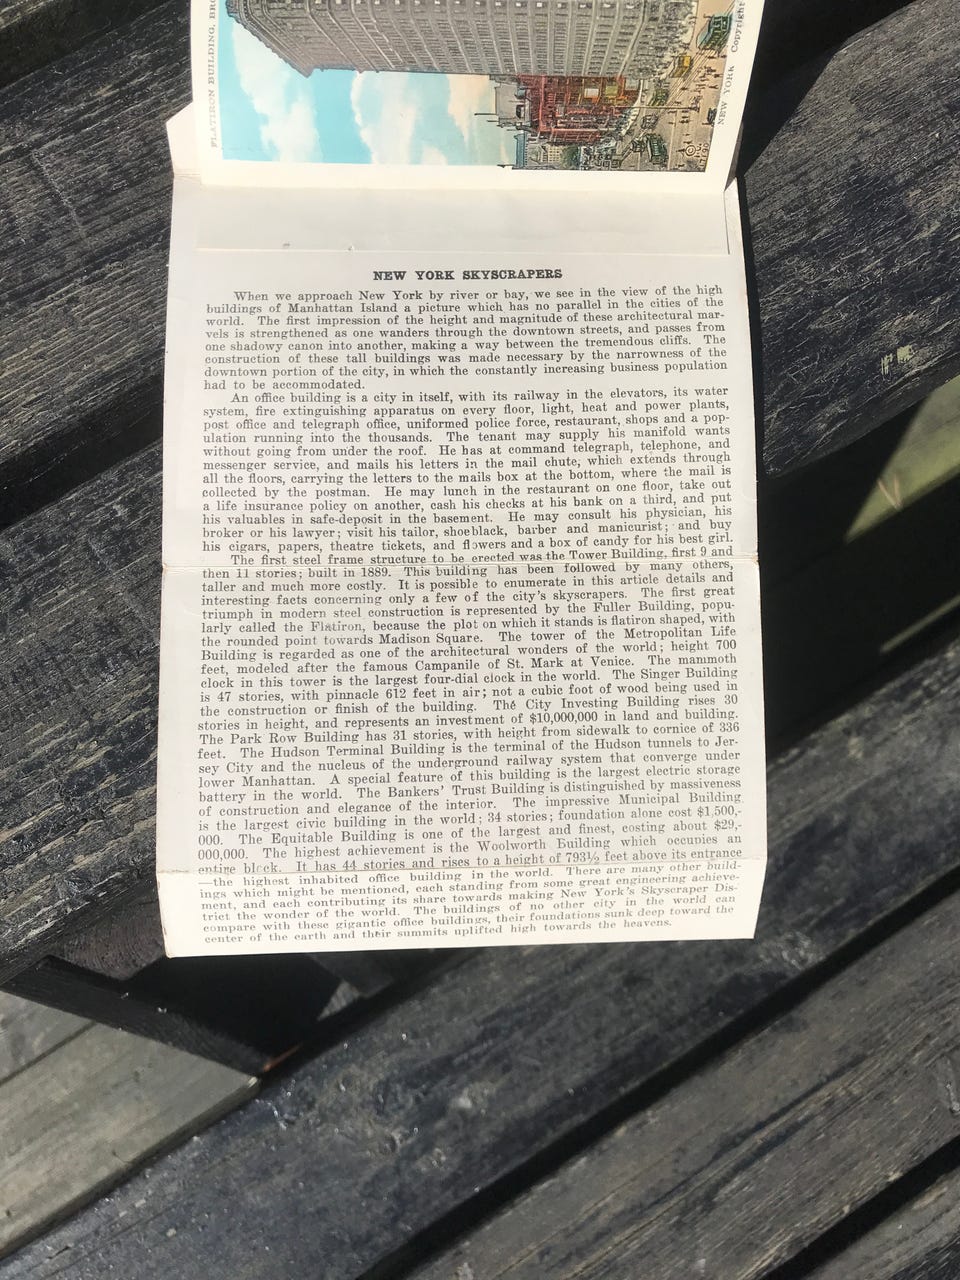 FLATIRON BUILDING, BRO
NEW YORK
Copyright
NEW YORK SKYSCRAPERS
When we approach New York by river or bay, we see in the view of the high
buildings of Manhattan Island a picture which has no parallel in the cities of the
world. The first impression of the height and magnitude of these architectural mar-
vels is strengthened as one wanders through the downtown streets, and passes from
one shadowy canon into another, making a way between the tremendous cliffs. The
construction of these tall buildings was made necessary by the narrowness of the
downtown portion of the city, in which the constantly increasing business population
had to be accommodated.
An office building is a city in itself, with its railway in the elevators, its water
system, fire extinguishing apparatus on every floor, light, heat and power plants,
post office and telegraph office, uniformed police force, restaurant, shops and a pop-
ulation running into the thousands. The tenant may supply his manifold wants
without going from under the roof. He has at command telegraph, telephone, and
messenger service, and mails his letters in the mail chute, which extends through
all the floors, carrying the letters to the mails box at the bottom, where the mail is
collected by the postman. He may lunch in the restaurant on one floor, take out
a life insurance policy on another, cash his checks at his bank on a third, and put
his valuables in safe-deposit in the basement. He may consult his physician, his
broker or his lawyer; visit his tailor, shoeblack, barber and manicurist; and buy
his cigars, papers, theatre tickets, and flowers and a box of candy for his best girl.
The first steel frame structure to be erected was the Tower Building, first 9 and
then 11 stories; built in 1889. This building has been followed by many others,
taller and much more costly. It is possible to enumerate in this article details and
interesting facts concerning only a few of the city's skyscrapers. The first great
triumph in modern steel construction is represented by the Fuller Building, popu-
larly called the Flatiron, because the plot on which it stands is flatiron shaped, with
the rounded point towards Madison Square. The tower of the Metropolitan Life
Building is regarded as one of the architectural wonders of the world; height 700
feet, modeled after the famous Campanile of St. Mark at Venice. The mammoth
clock in this tower is the largest four-dial clock in the world. The Singer Building
is 47 stories, with pinnacle 612 feet in air; not a cubic foot of wood being used in
the construction or finish of the building. The City Investing Building rises 30
stories in height, and represents an investment of $10,000,000 in land and building.
The Park Row Building has 31 stories, with height from sidewalk to cornice of 336
feet. The Hudson Terminal Building is the terminal of the Hudson tunnels to Jer-
sey City and the nucleus of the underground railway system that converge under
lower Manhattan. A special feature of this building is the largest electric storage
battery in the world. The Bankers' Trust Building is distinguished by massiveness
of construction and elegance of the interior. The impressive Municipal Building
is the largest civic building in the world; 34 stories; foundation alone cost $1,500,-
000. The Equitable Building is one of the largest and finest, costing about $29,-
000,000. The highest achievement is the Woolworth Building which occupies an
entire block. It has 44 stories and rises to a height of 793½ feet above its entrance
—the highest inhabited office building in the world. There are many other build-
ings which might be mentioned, each standing from some great engineering achieve-
ment, and each contributing its share towards making New York's Skyscraper Dis-
trict the wonder of the world. The buildings of no other city in the world can
compare with these gigantic office buildings, their foundations sunk deep toward the
center of the earth and their summits uplifted high towards the heavens.